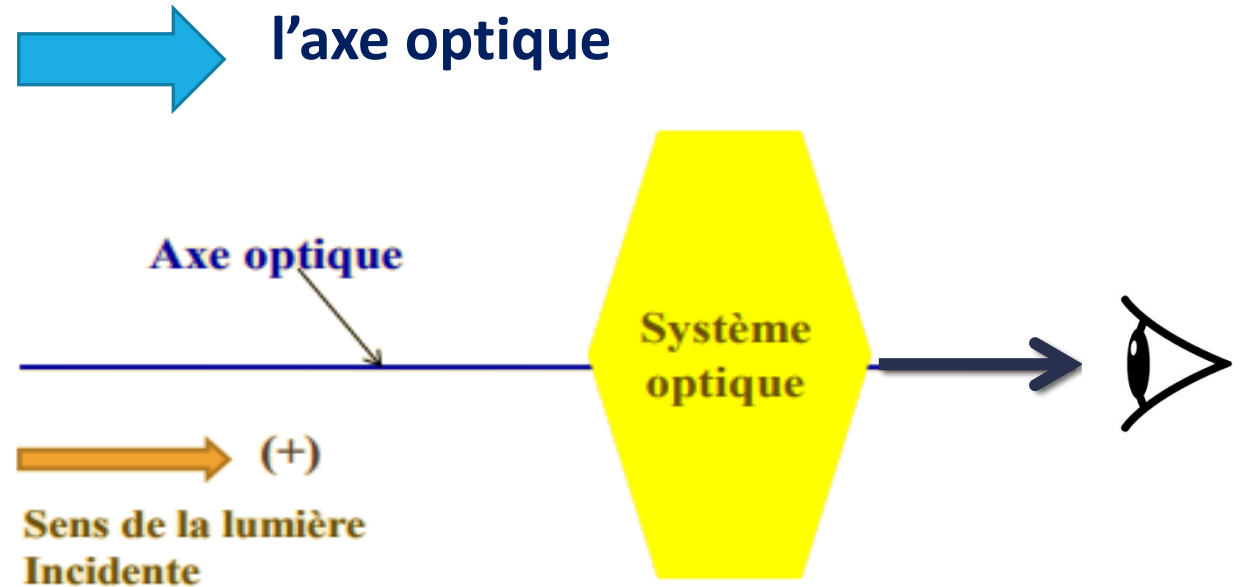 l’axe optique
Axe optique
Système
optique
(+)
Sens de la lumière
Incidente